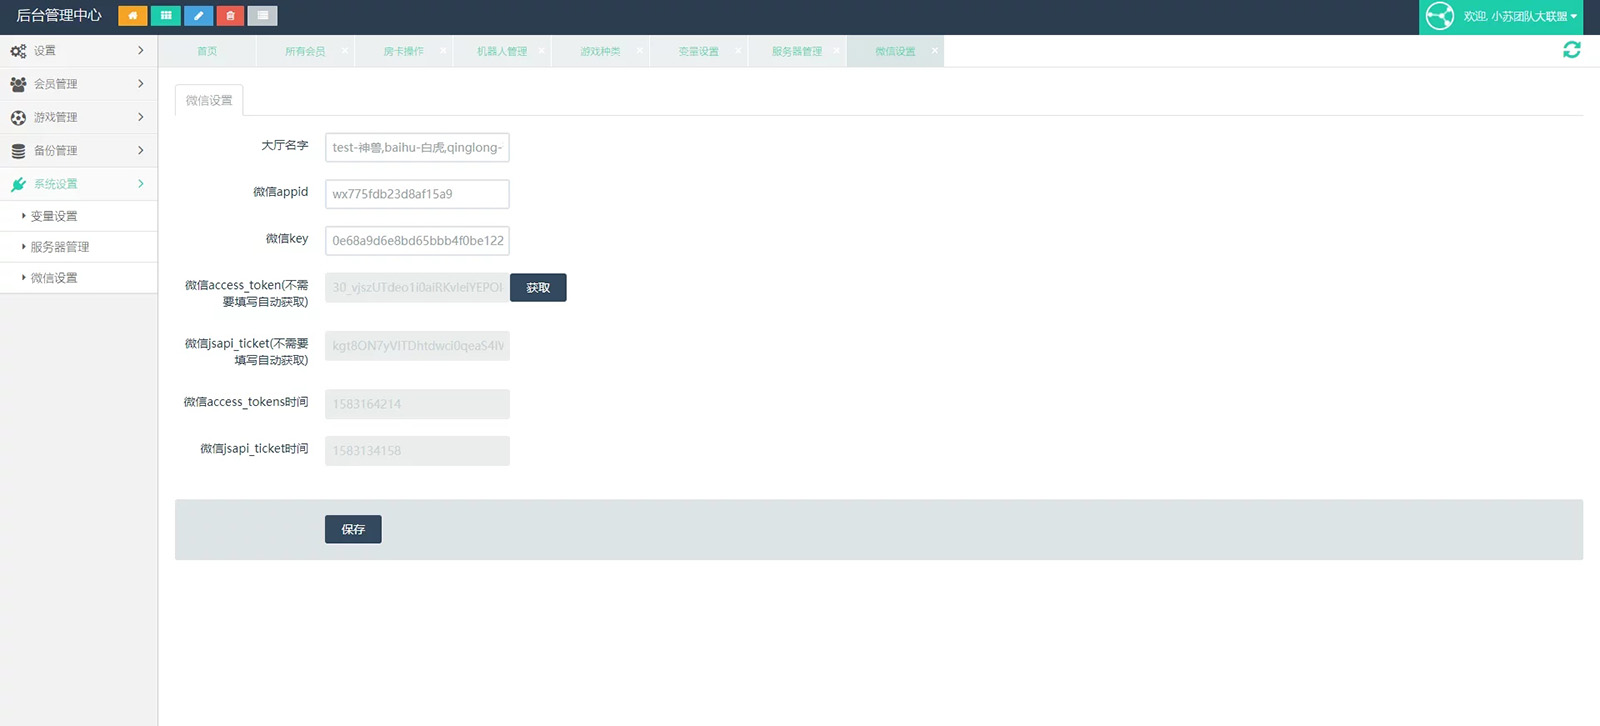 后台管理中心
欢迎, 小苏团队大联盟
设置
会员管理
游戏管理
备份管理
系统设置
变量设置
服务器管理
微信设置
首页
所有会员
房卡操作
机器人管理
游戏种类
变量设置
服务器管理
微信设置
微信设置
大厅名字
test-神兽,baihu-白虎,qinglong-
微信appid
wx775fdb23d8af15a9
微信key
0e68a9d6e8bd65bbb4f0be122
微信access_token(不需
要填写自动获取)
获取
微信jsapi_ticket(不需要
填写自动获取)
微信access_tokens时间
1583164214
微信jsapi_ticket时间
1583134158
保存